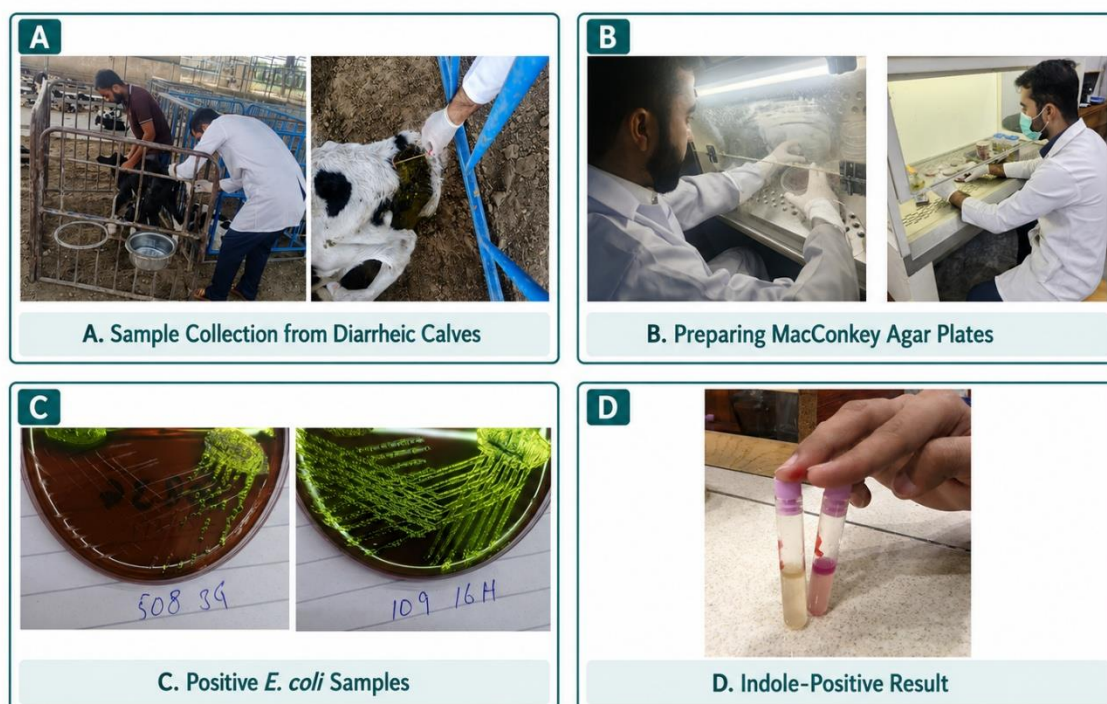 A
B
A. Sample Collection from Diarrheic Calves
B. Preparing MacConkey Agar Plates
C
D
508 3G
109 16H
C. Positive E. coli Samples
D. Indole-Positive Result